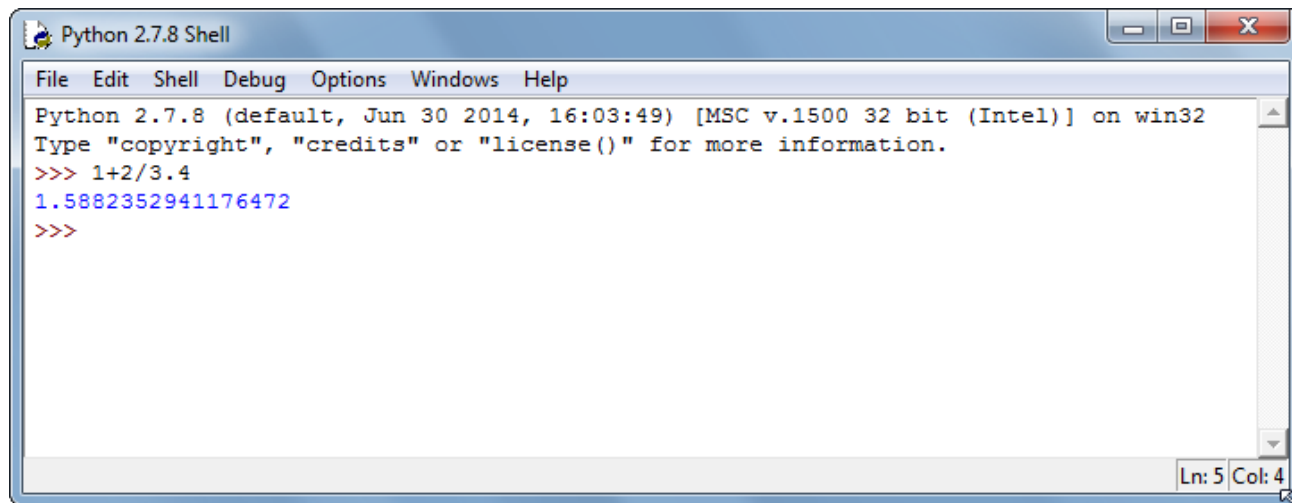 Python 2.7.8 Shell
File Edit Shell Debug Options Windows Help
Python 2.7.8 (default, Jun 30 2014, 16:03:49) [MSC v.1500 32 bit (Intel)] on win32
Type "copyright", "credits" or "license()" for more information.
>>> 1+2/3.4
1.5882352941176472
>>>
Ln: 5 Col: 4